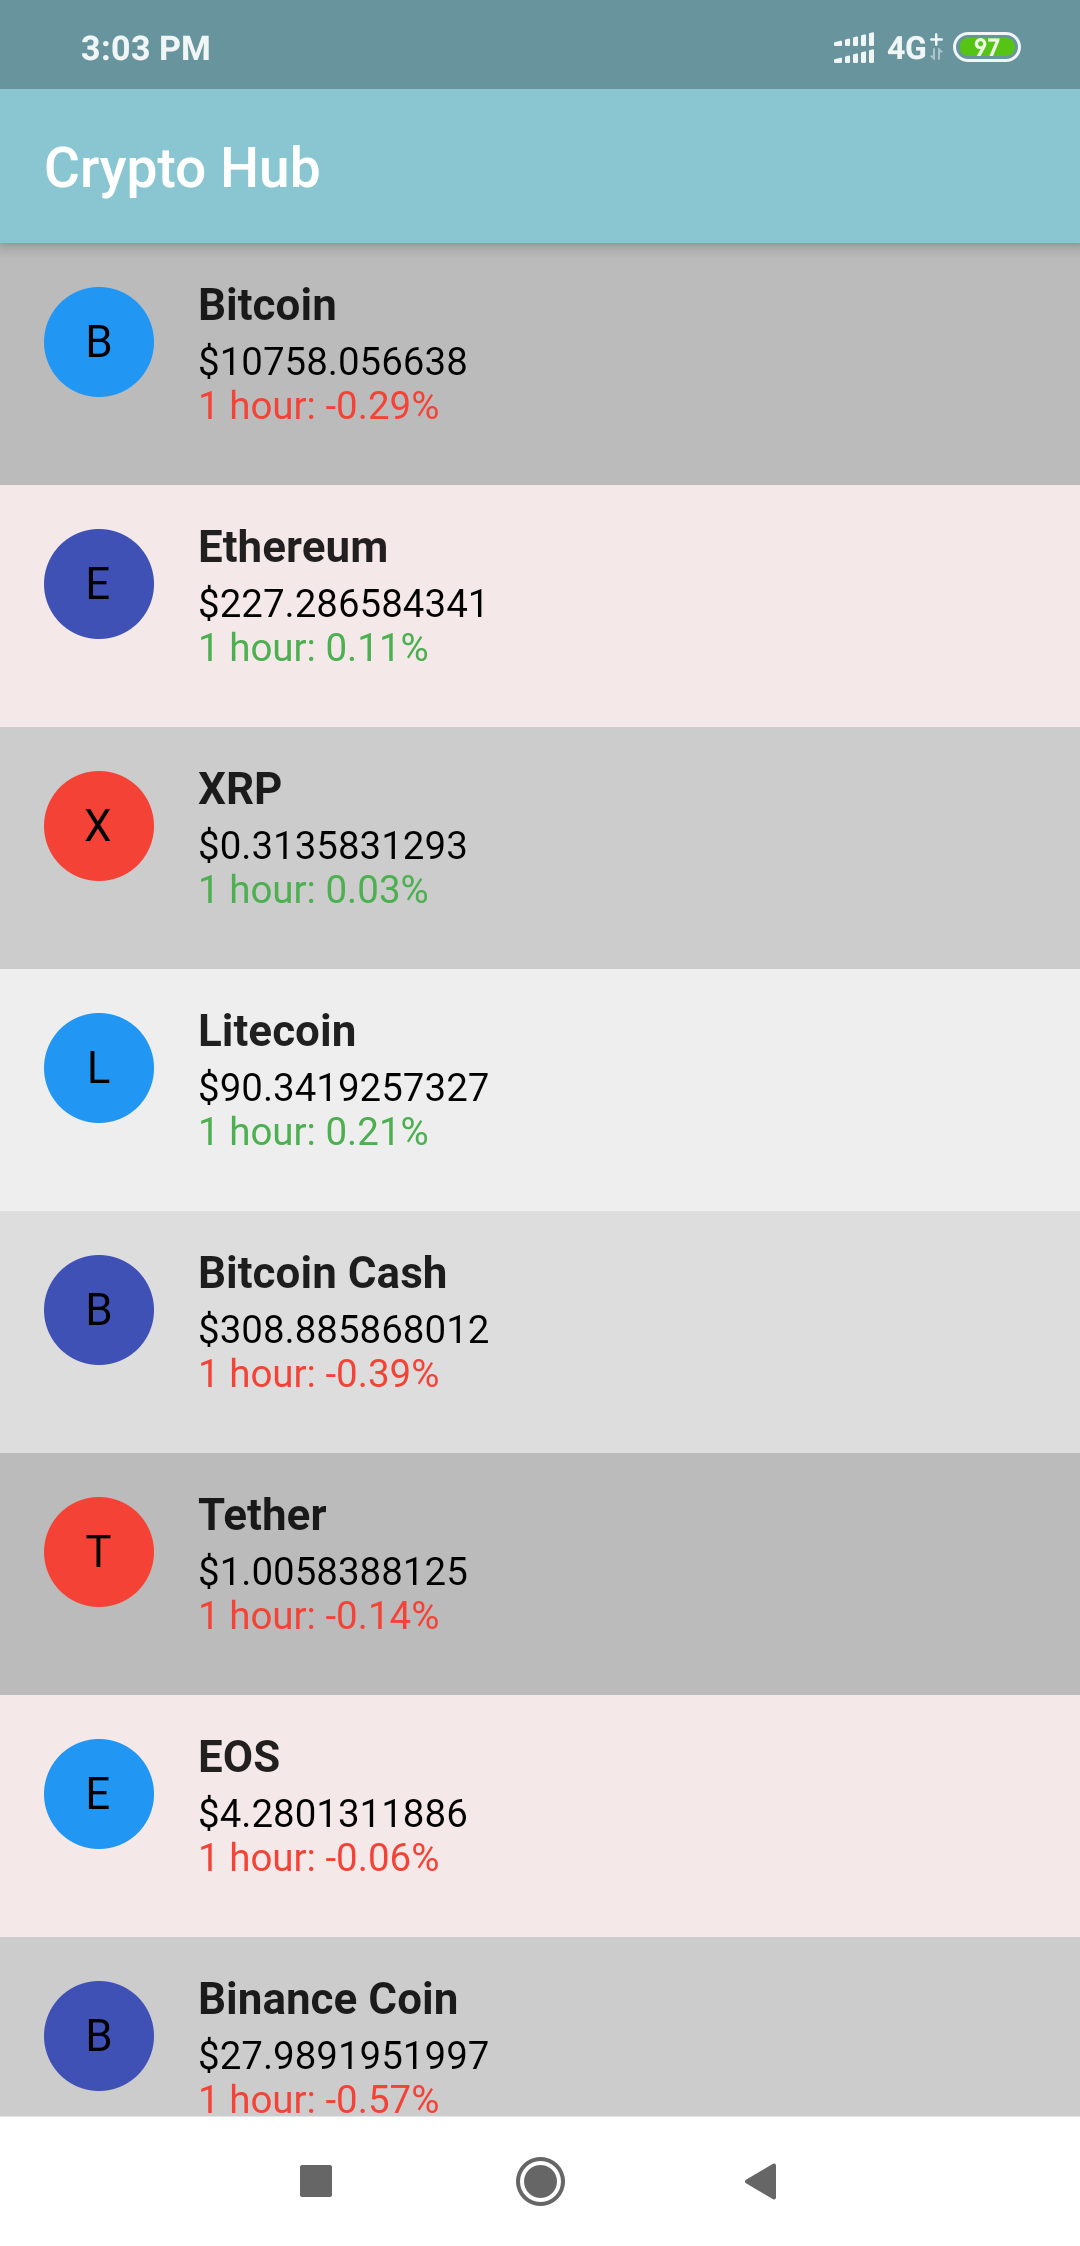 3:03 PM
4G+
97
Crypto Hub
B
Bitcoin
$10758.056638
1 hour: -0.29%
E
Ethereum
$227.286584341
1 hour: 0.11%
X
XRP
$0.3135831293
1 hour: 0.03%
L
Litecoin
$90.3419257327
1 hour: 0.21%
B
Bitcoin Cash
$308.885868012
1 hour: -0.39%
T
Tether
$1.0058388125
1 hour: -0.14%
E
EOS
$4.2801311886
1 hour: -0.06%
B
Binance Coin
$27.9891951997
1 hour: -0.57%